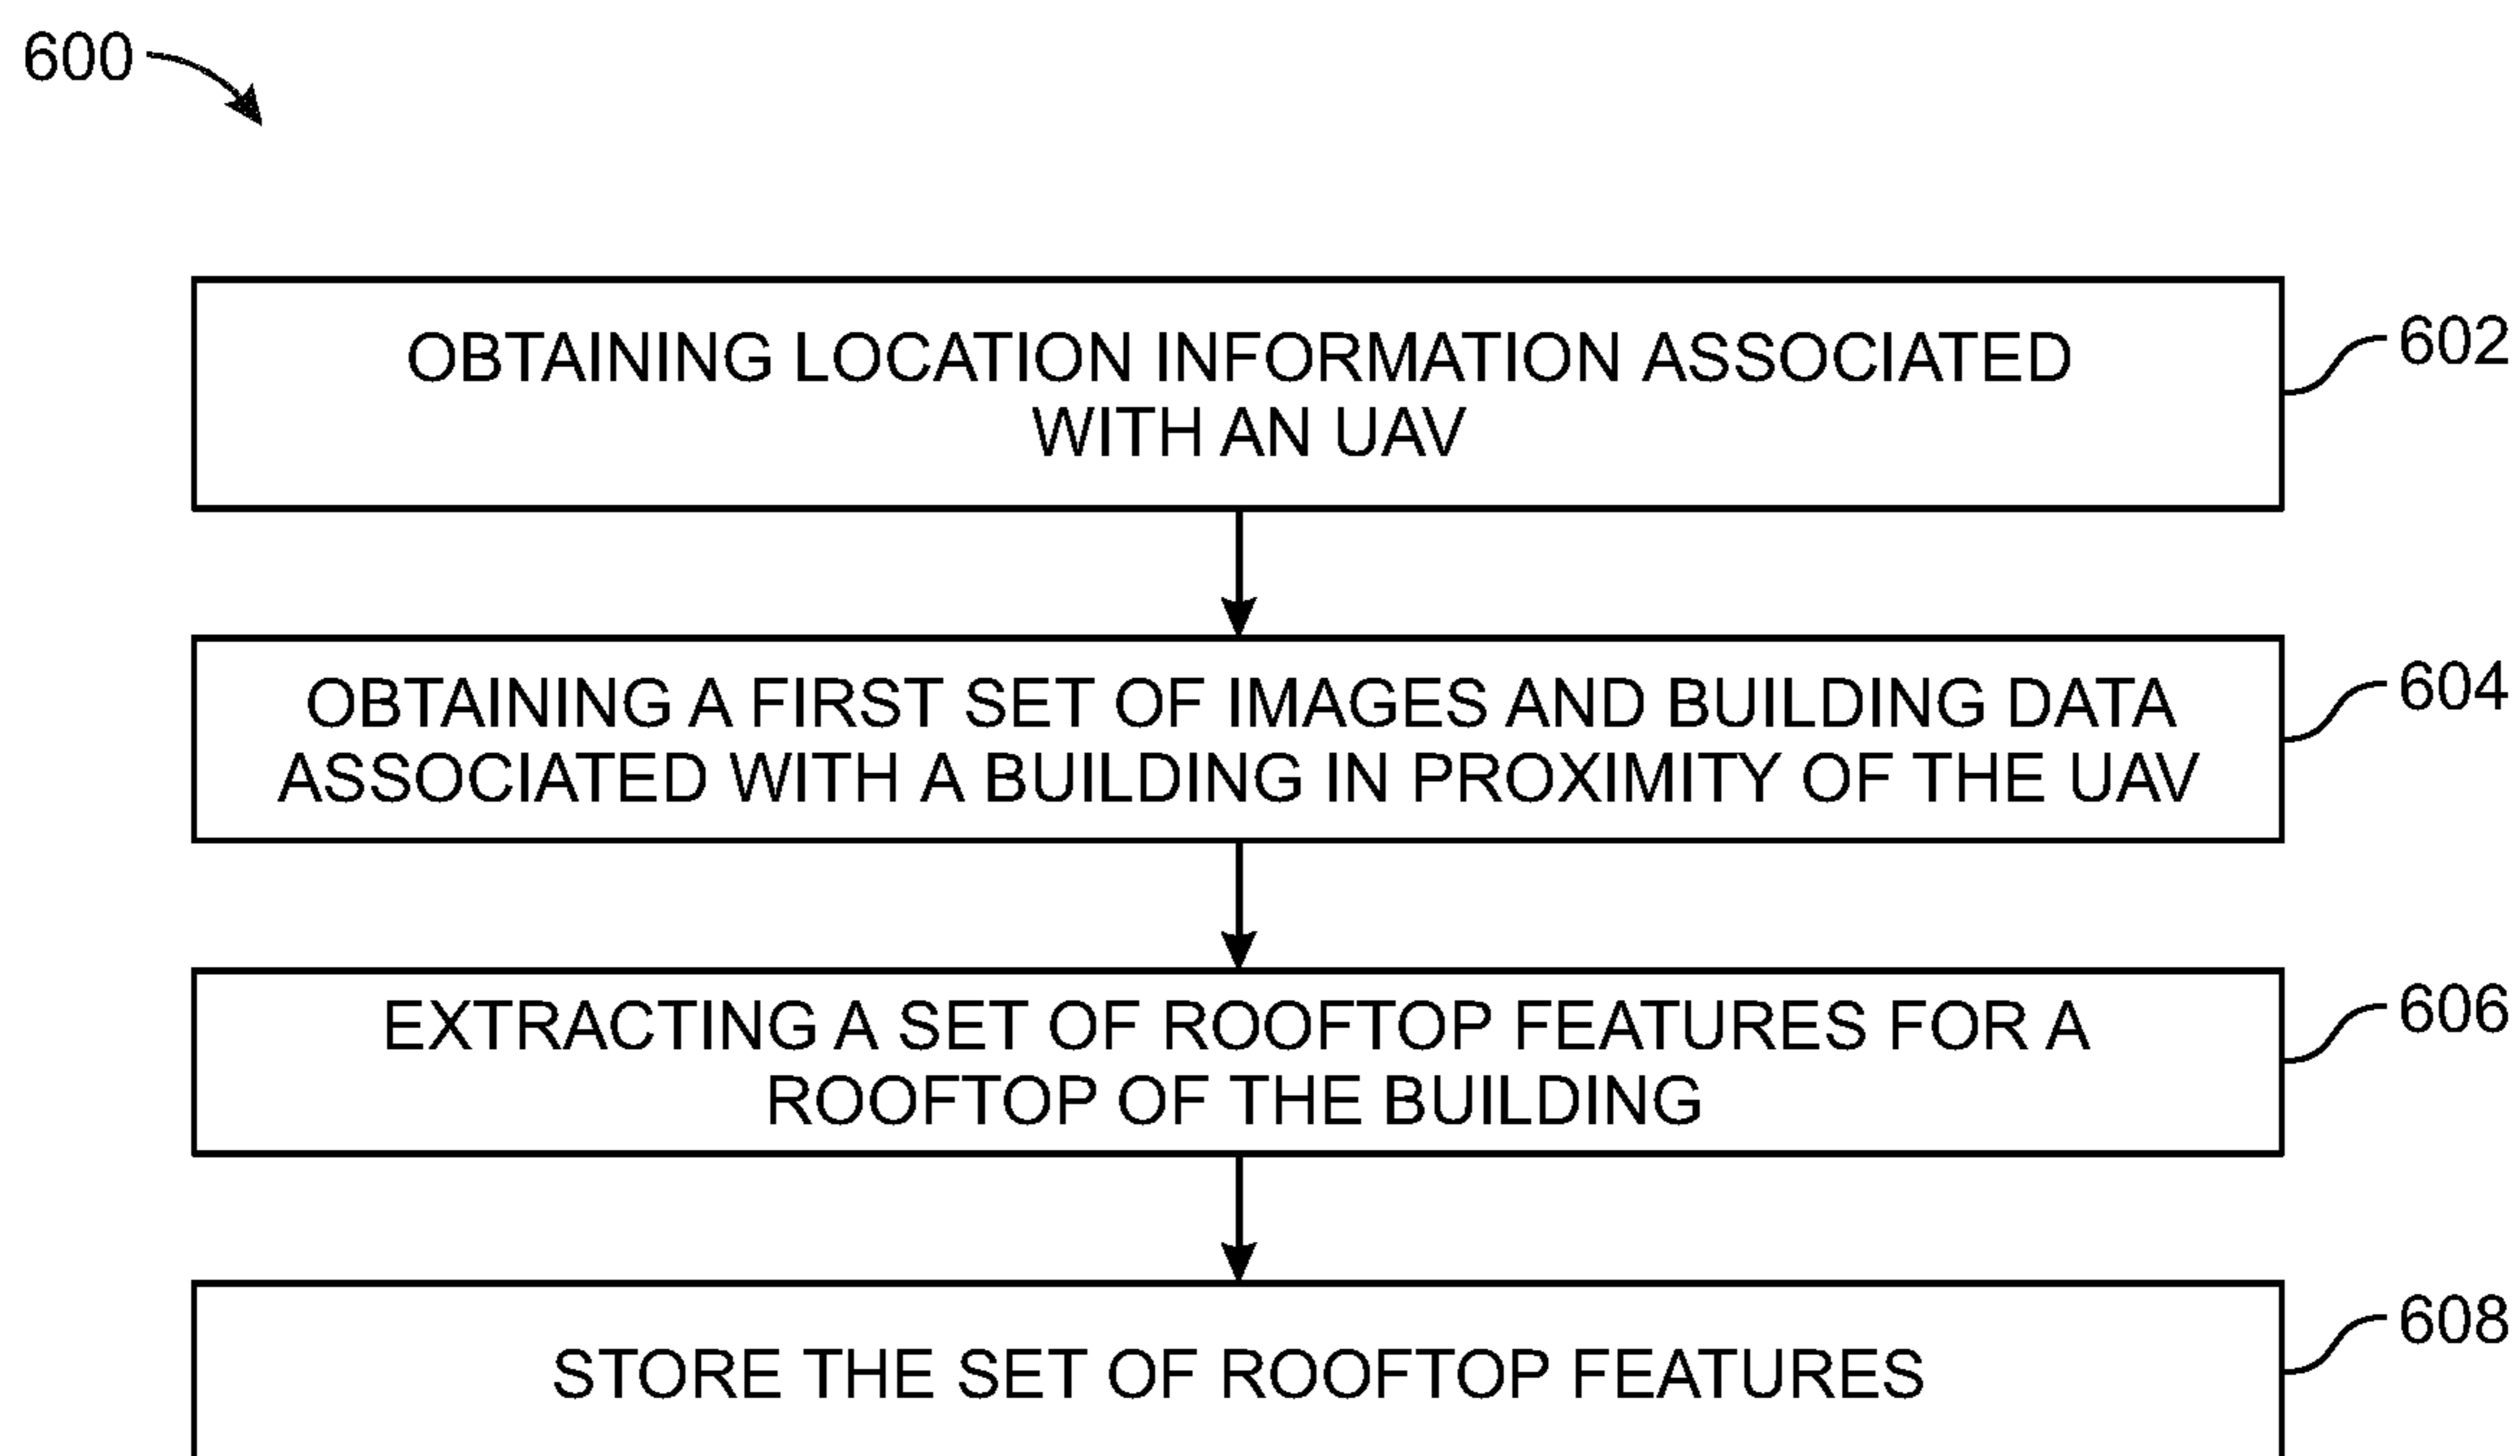 600
OBTAINING LOCATION INFORMATION ASSOCIATED
WITH AN UAV
602
OBTAINING A FIRST SET OF IMAGES AND BUILDING DATA
ASSOCIATED WITH A BUILDING IN PROXIMITY OF THE UAV
604
EXTRACTING A SET OF ROOFTOP FEATURES FOR A
ROOFTOP OF THE BUILDING
606
STORE THE SET OF ROOFTOP FEATURES
608